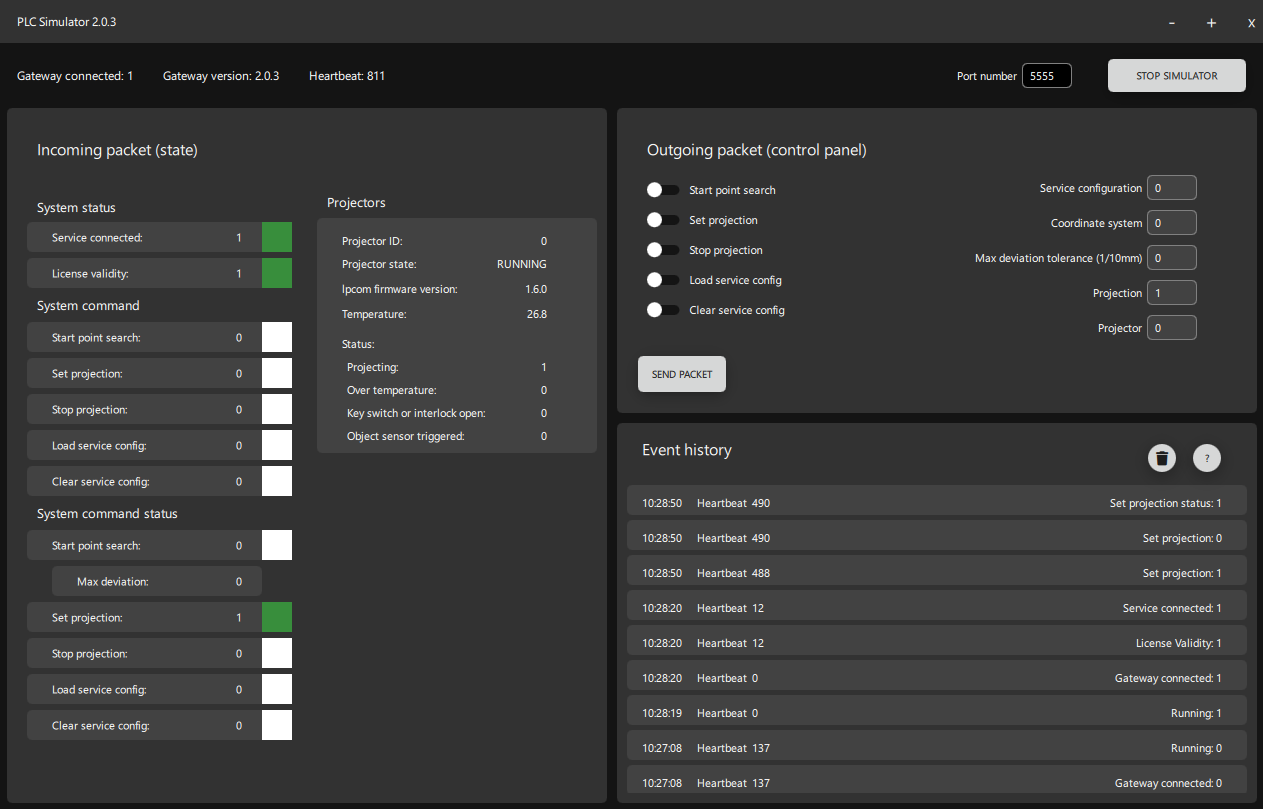 PLC Simulator 2.0.3
- + x
Gateway connected: 1 Gateway version: 2.0.3 Heartbeat: 811 Port number 5555 STOP SIMULATOR
Incoming packet (state)
System status
Service connected: 1
License validity: 1
System command
Start point search: 0
Set projection: 0
Stop projection: 0
Load service config: 0
Clear service config: 0
System command status
Start point search: 0
Max deviation: 0
Set projection: 1
Stop projection: 0
Load service config: 0
Clear service config: 0
Projectors
Projector ID: 0
Projector state: RUNNING
Ipcom firmware version: 1.6.0
Temperature: 26.8
Status:
Projecting: 1
Over temperature: 0
Key switch or interlock open: 0
Object sensor triggered: 0
Outgoing packet (control panel)
Start point search
Set projection
Stop projection
Load service config
Clear service config
Service configuration 0
Coordinate system 0
Max deviation tolerance (1/10mm) 0
Projection 1
Projector 0
SEND PACKET
Event history
?
10:28:50 Heartbeat 490 Set projection status: 1
10:28:50 Heartbeat 490 Set projection: 0
10:28:50 Heartbeat 488 Set projection: 1
10:28:20 Heartbeat 12 Service connected: 1
10:28:20 Heartbeat 12 License Validity: 1
10:28:20 Heartbeat 0 Gateway connected: 1
10:28:19 Heartbeat 0 Running: 1
10:27:08 Heartbeat 137 Running: 0
10:27:08 Heartbeat 137 Gateway connected: 0